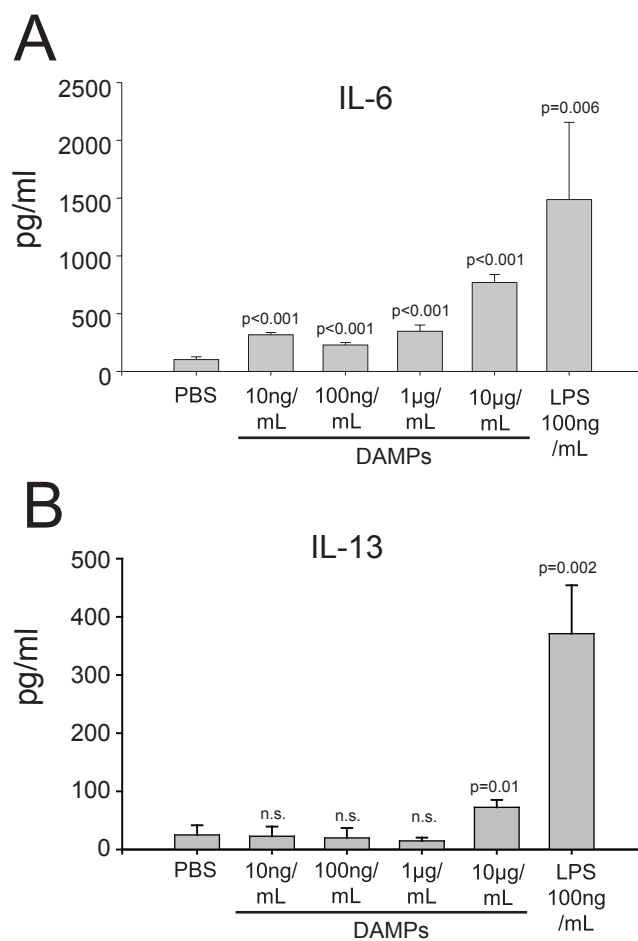 A
IL-6
pg/ml
2500
2000
1500
1000
500
0
p<0.001
p<0.001
p<0.001
p<0.001
p=0.006
PBS
10ng/
mL
100ng/
mL
1µg/
mL
10µg/
mL
LPS
100ng
/mL
DAMPs
B
IL-13
pg/ml
500
400
300
200
100
0
n.s.
n.s.
n.s.
p=0.01
p=0.002
PBS
10ng/
mL
100ng/
mL
1µg/
mL
10µg/
mL
LPS
100ng
/mL
DAMPs